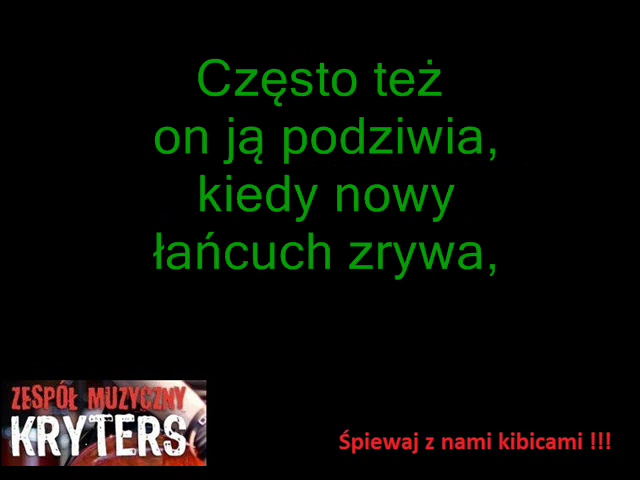 Często też
on ją podziwia,
kiedy nowy
łańcuch zrywa,
ZESPÓŁ MUZYCZNY
KRYTERS
Śpiewaj z nami kibicami !!!